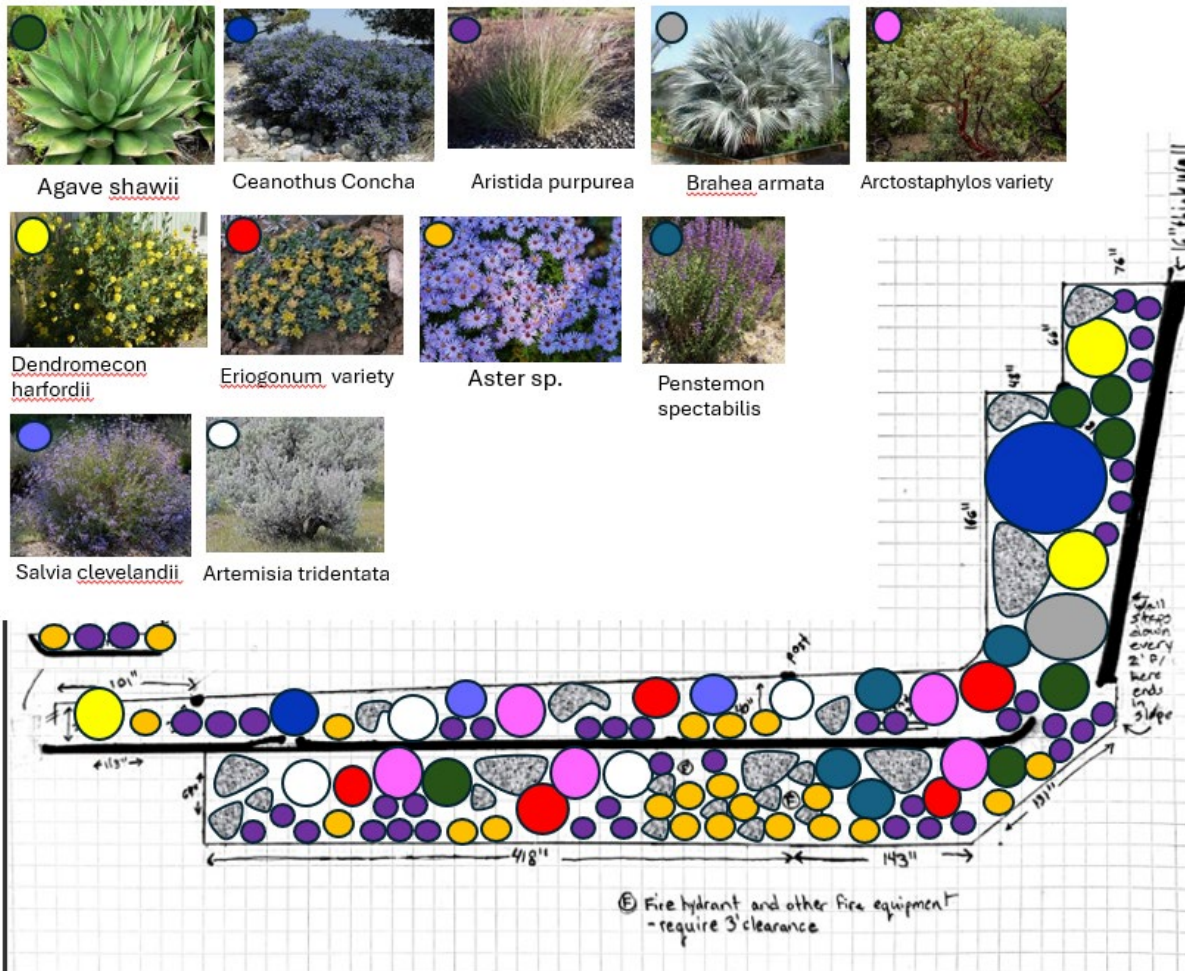 Agave shawii
Ceanothus Concha
Aristida purpurea
Brahea armata
Arctostaphylos variety
Dendromecon
harfordii
Eriogonum variety
Aster sp.
Penstemon
spectabilis
Salvia clevelandii
Artemisia tridentata
76"
48"
166"
wall
steps
down
every
2' D/
here
ends
in
slope
101"
post
418"
143"
131"
Ⓕ Fire hydrant and other fire equipment
- require 3' clearance